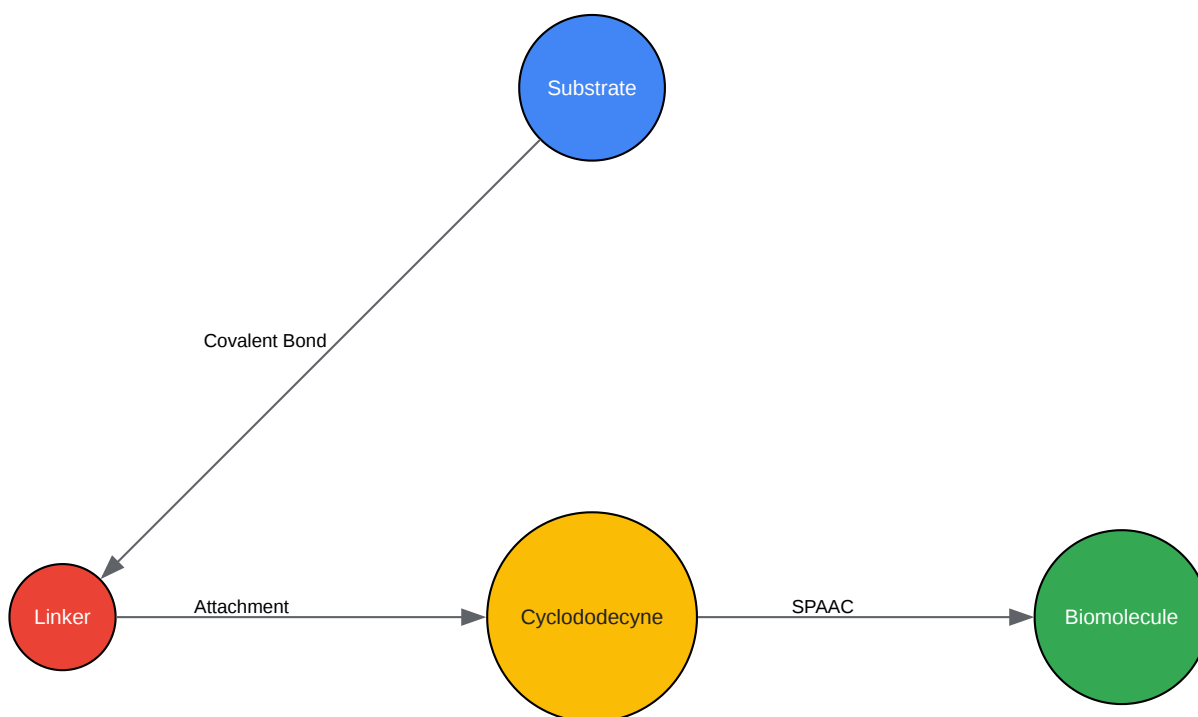 Substrate
Covalent Bond
Linker
Attachment
Cyclododecyne
SPAAC
Biomolecule